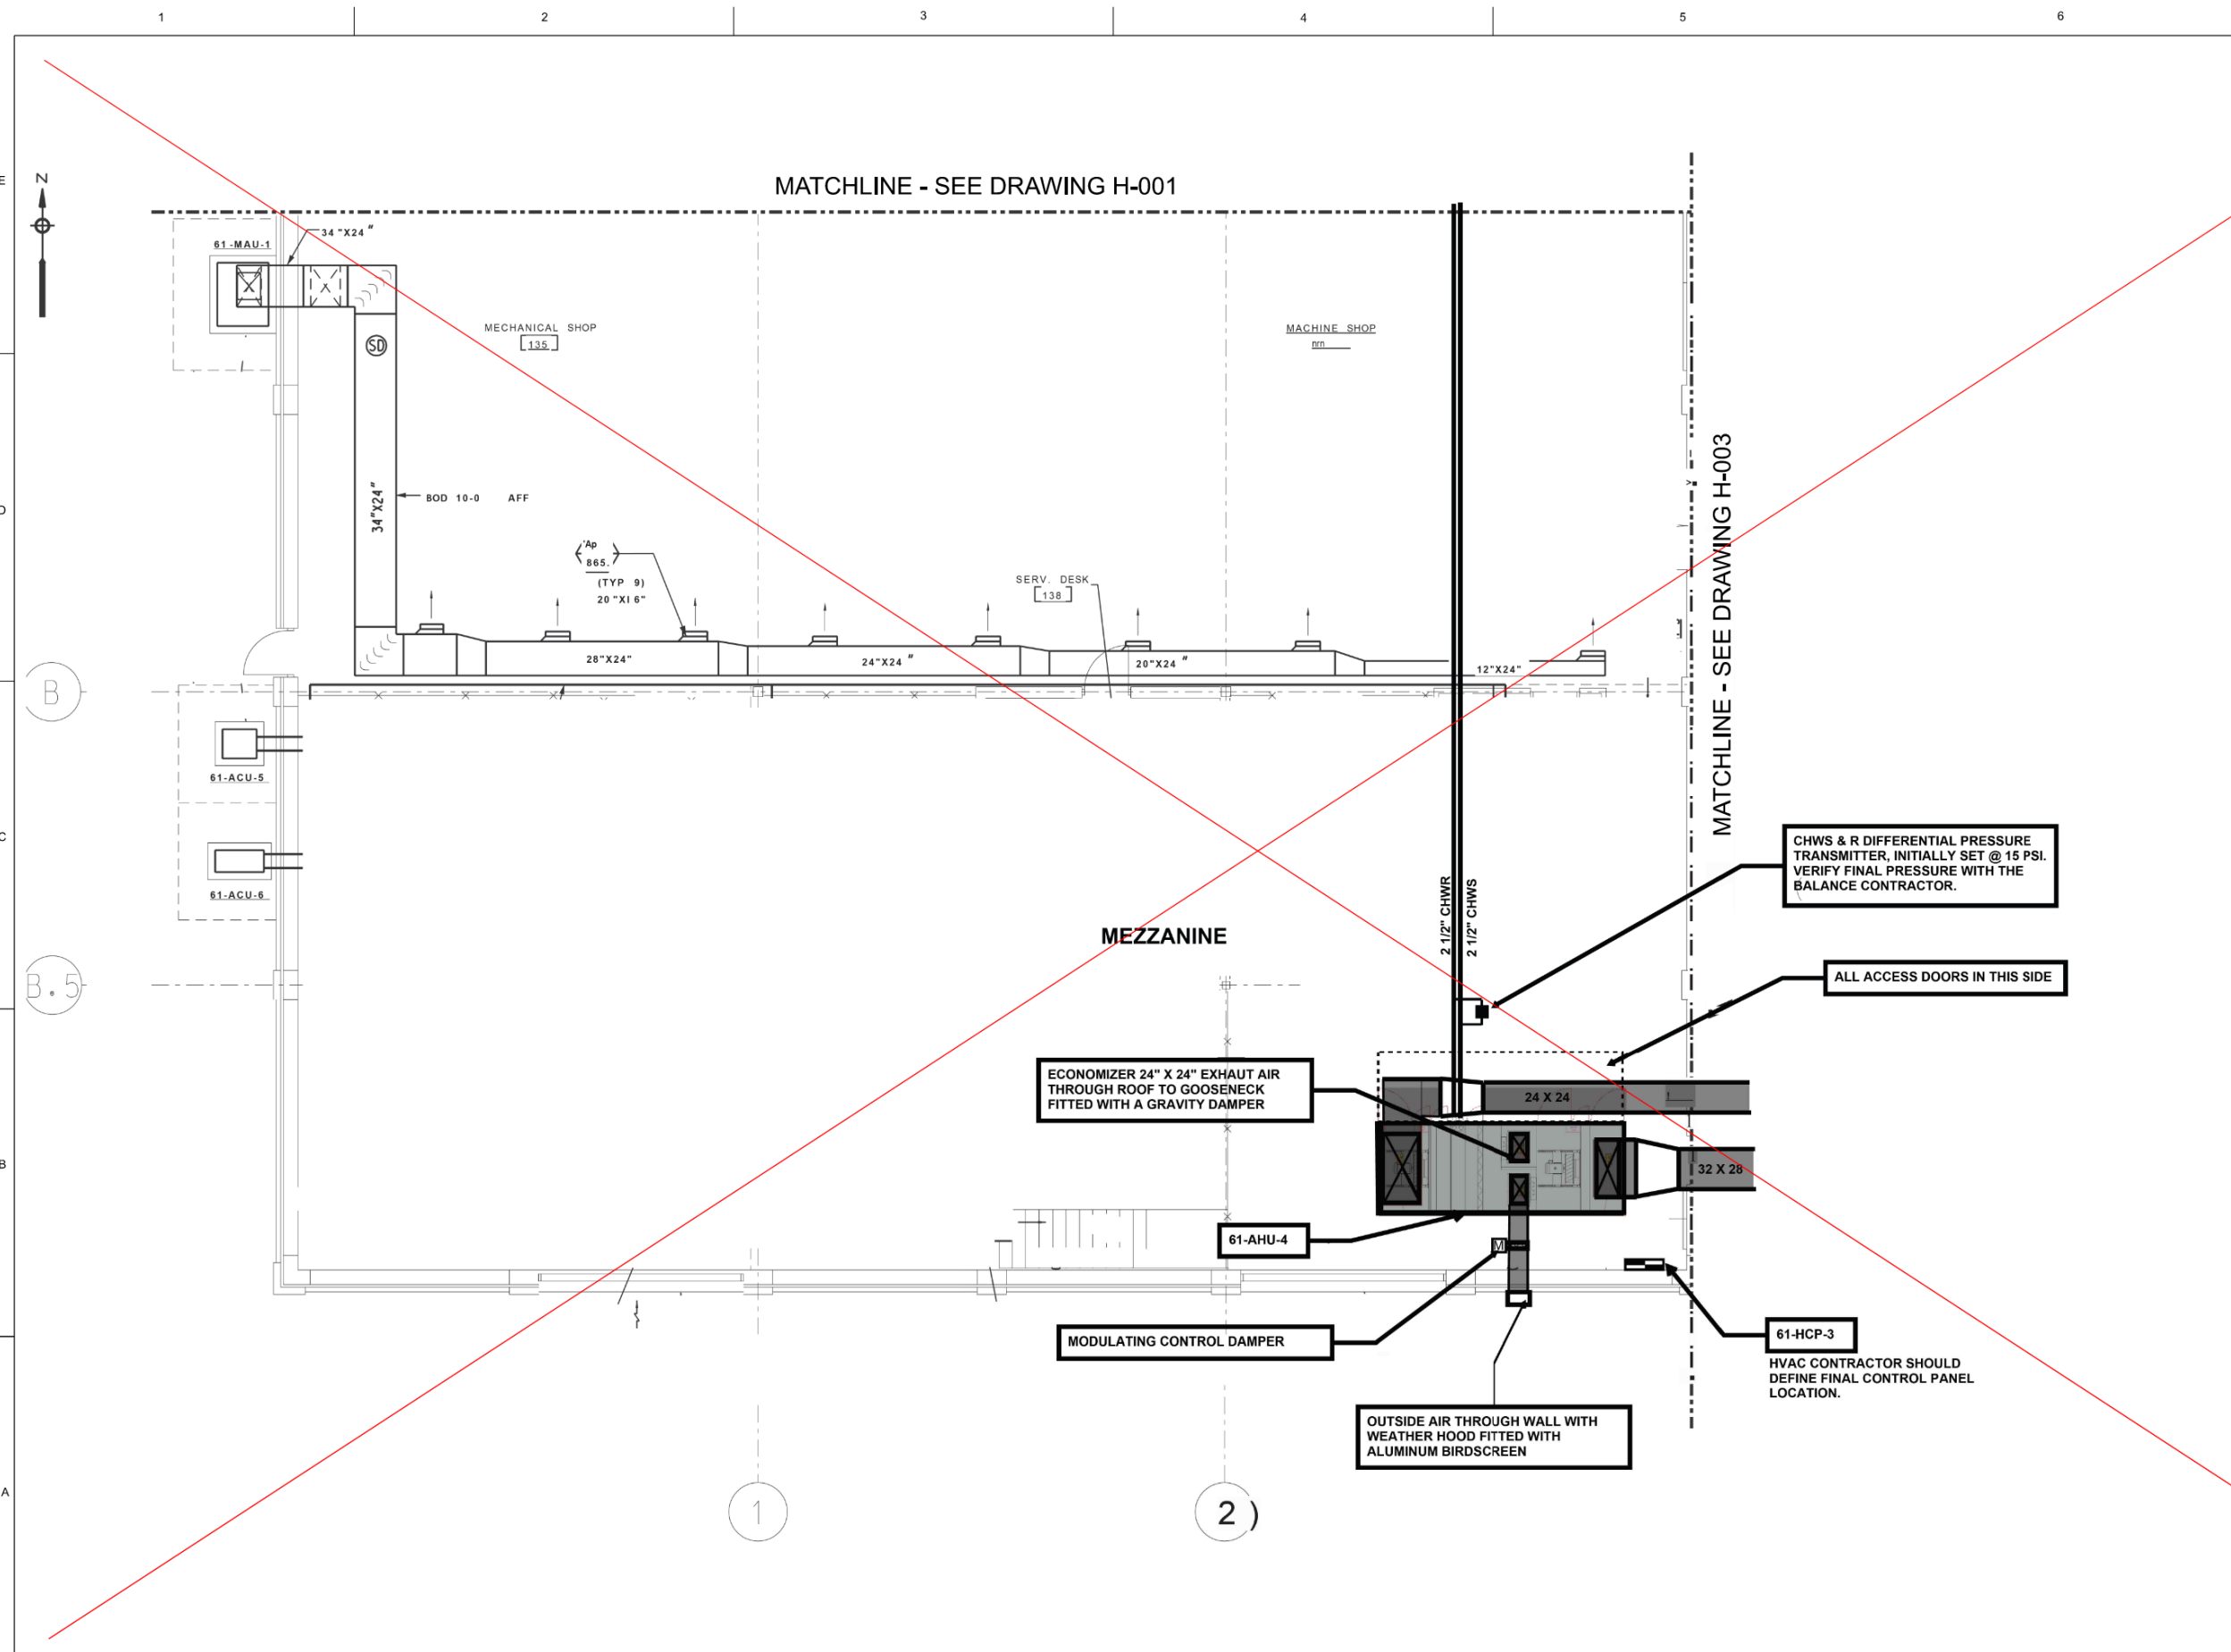 1 2 3 4 5 6
E
D
C
B
A
N
MATCHLINE - SEE DRAWING H-001
61-MAU-1
34"X24"
MECHANICAL SHOP
135
MACHINE SHOP
SD
34"X24"
BOD 10-0 AFF
'Ap
865.
(TYP 9)
20"XI 6"
SERV. DESK
138
28"X24"
24"X24"
20"X24"
12"X24"
MATCHLINE - SEE DRAWING H-003
B
61-ACU-5
61-ACU-6
B.5
MEZZANINE
2 1/2" CHWR
2 1/2" CHWS
CHWS & R DIFFERENTIAL PRESSURE
TRANSMITTER, INITIALLY SET @ 15 PSI.
VERIFY FINAL PRESSURE WITH THE
BALANCE CONTRACTOR.
ALL ACCESS DOORS IN THIS SIDE
ECONOMIZER 24" X 24" EXHAUT AIR
THROUGH ROOF TO GOOSENECK
FITTED WITH A GRAVITY DAMPER
24 X 24
32 X 28
61-AHU-4
M
MODULATING CONTROL DAMPER
61-HCP-3
HVAC CONTRACTOR SHOULD
DEFINE FINAL CONTROL PANEL
LOCATION.
OUTSIDE AIR THROUGH WALL WITH
WEATHER HOOD FITTED WITH
ALUMINUM BIRDSCREEN
1
2 )